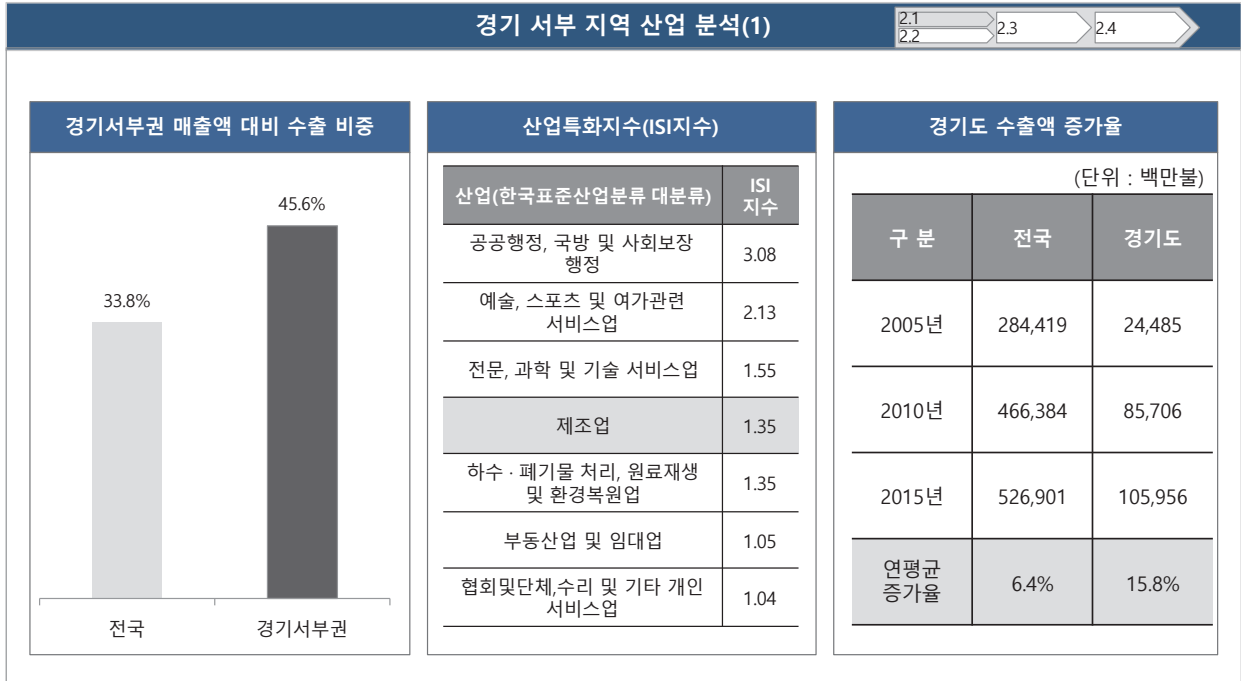 경기 서부 지역 산업 분석(1)
2.1
2.2
2.3
2.4
경기서부권 매출액 대비 수출 비중
33.8%
45.6%
전국
경기서부권
산업특화지수(ISI지수)
산업(한국표준산업분류 대분류)
ISI
지수
공공행정, 국방 및 사회보장
행정
3.08
예술, 스포츠 및 여가관련
서비스업
2.13
전문, 과학 및 기술 서비스업
1.55
제조업
1.35
하수 · 폐기물 처리, 원료재생
및 환경복원업
1.35
부동산업 및 임대업
1.05
협회및단체,수리 및 기타 개인
서비스업
1.04
경기도 수출액 증가율
(단위 : 백만불)
구 분 전국 경기도
2005년 284,419 24,485
2010년 466,384 85,706
2015년 526,901 105,956
연평균
증가율
6.4% 15.8%